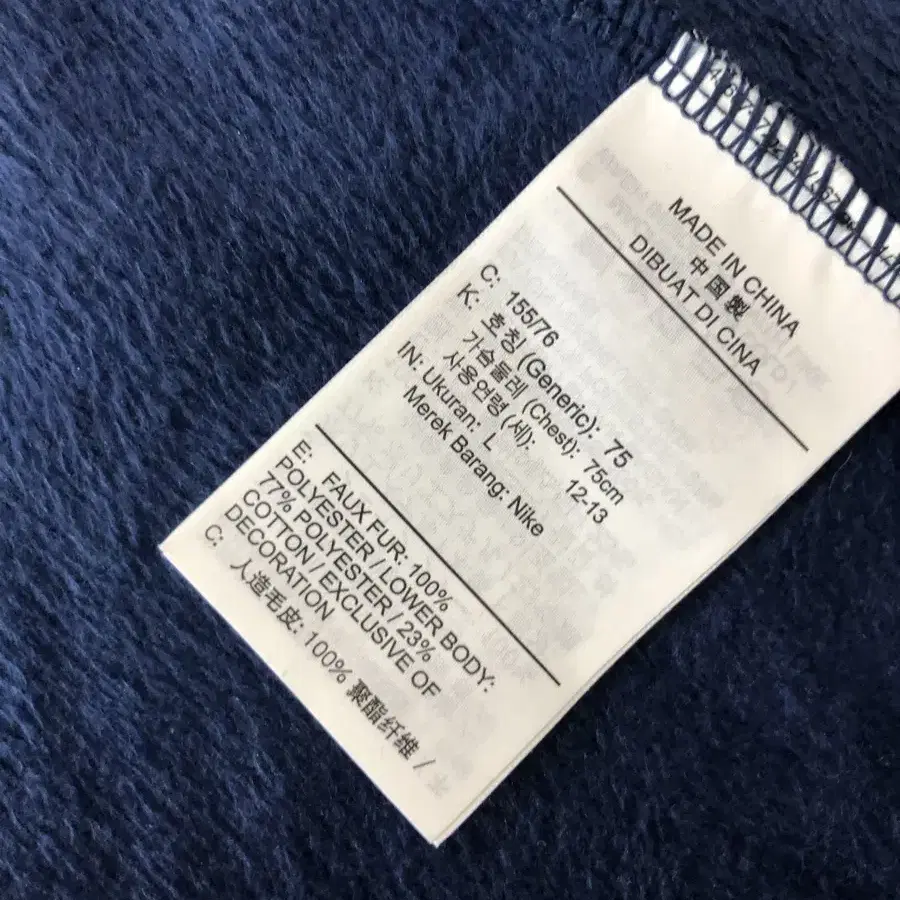 MADE IN CHINA
中国製
DIBUAT DI CINA
C: 155/76
K: 호칭 (Generic): 75
가슴둘레 (Chest): 75cm
사용연령 (세): 12-13
IN: Ukuran: L
Merek Barang: Nike
E: FAUX FUR: 100%
POLYESTER / LOWER BODY:
77% POLYESTER / 23%
COTTON / EXCLUSIVE OF
DECORATION
C: 人造毛皮: 100% 聚酯纤维 /